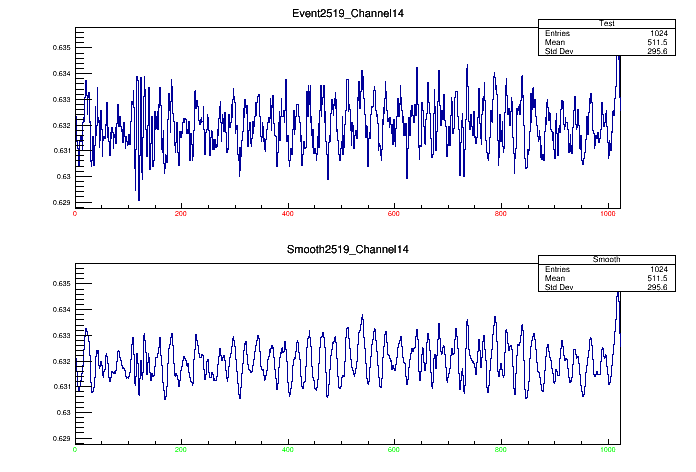 Event2519_Channel14
Test
Entries 1024
Mean 511.5
Std Dev 295.6
0.635
0.634
0.633
0.632
0.631
0.63
0.629
0 200 400 600 800 1000
Smooth2519_Channel14
Smooth
Entries 1024
Mean 511.5
Std Dev 295.6
0.635
0.634
0.633
0.632
0.631
0.63
0.629
0 200 400 600 800 1000